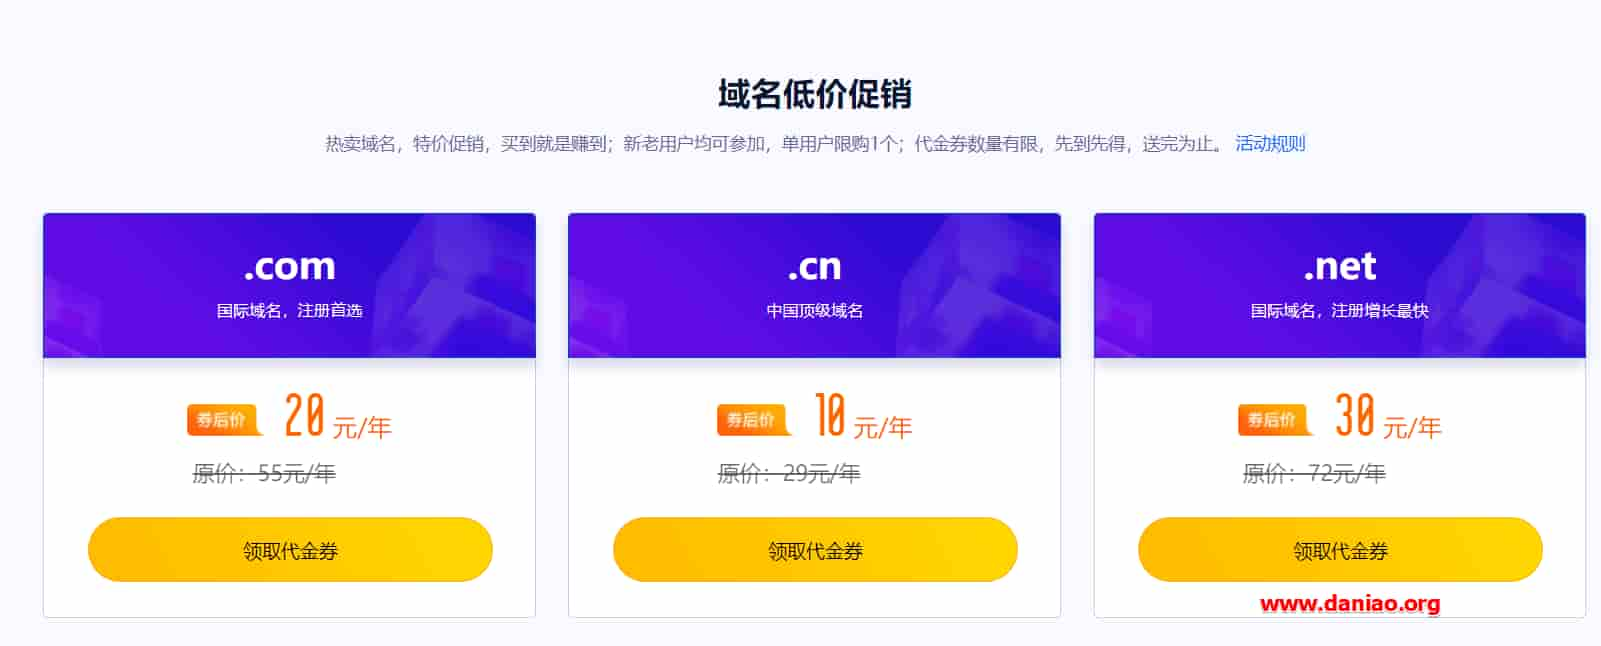 域名低价促销
热卖域名，特价促销，买到就是赚到；新老用户均可参加，单用户限购1个；代金券数量有限，先到先得，送完为止。 活动规则
.com
国际域名，注册首选
券后价 20 元/年
原价：55元/年
领取代金券
.cn
中国顶级域名
券后价 10 元/年
原价：29元/年
领取代金券
.net
国际域名，注册增长最快
券后价 30 元/年
原价：72元/年
领取代金券
www.daniao.org